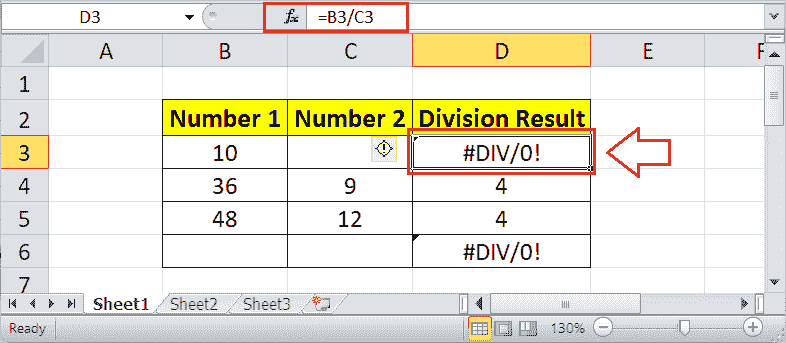 D3 fx =B3/C3
A B C D E F
1
2 Number 1 Number 2 Division Result
3 10 #DIV/0!
4 36 9 4
5 48 12 4
6 #DIV/0!
7
Sheet1 Sheet2 Sheet3
Ready 130%